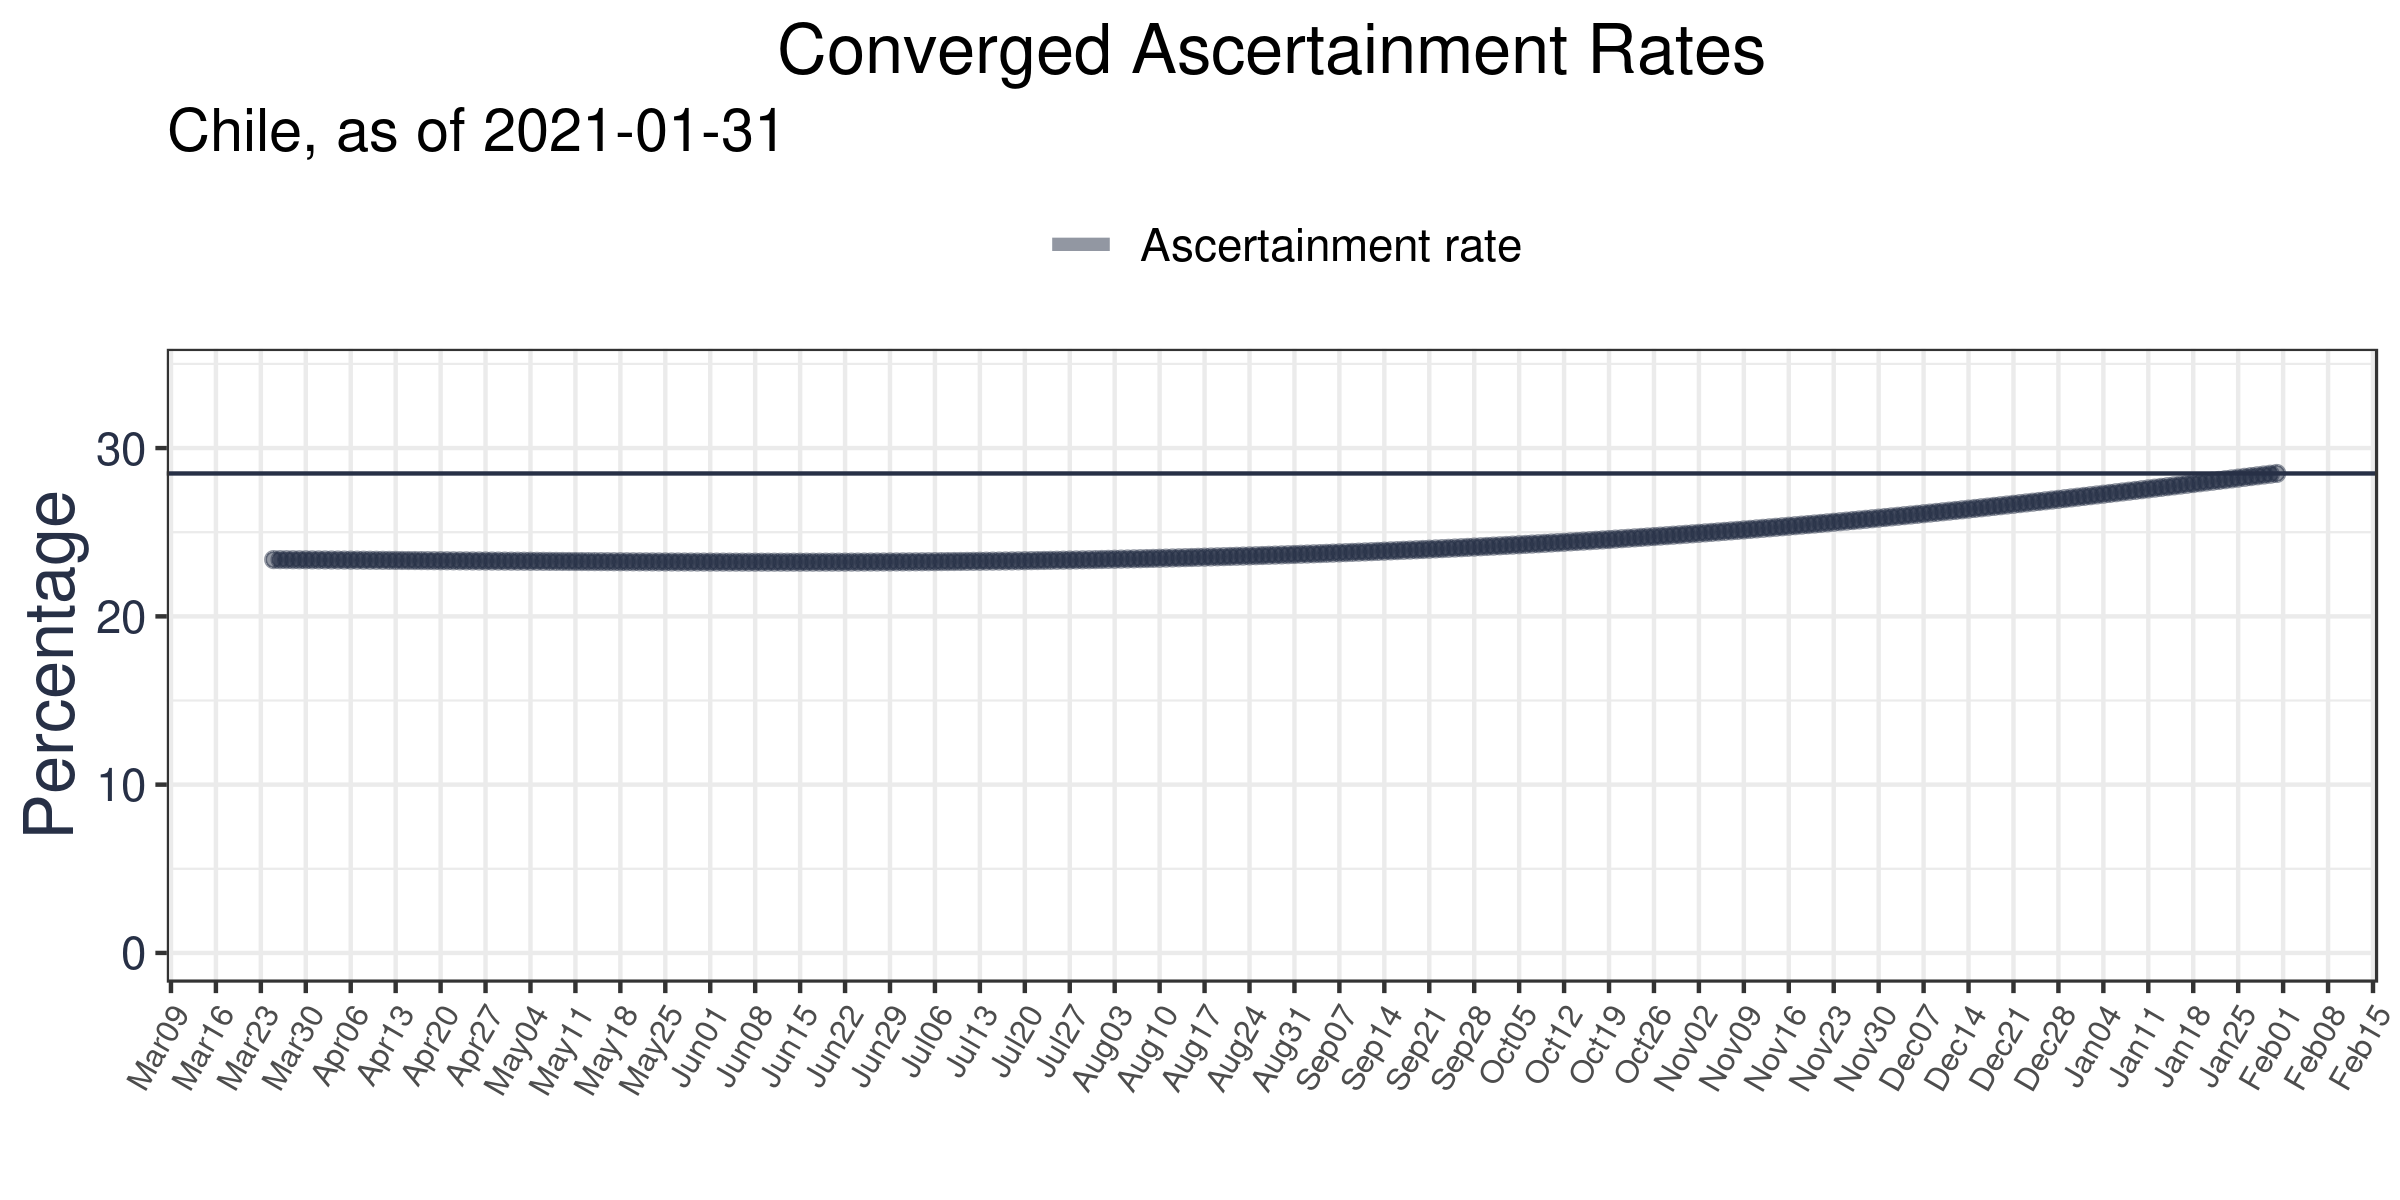 Converged Ascertainment Rates
Chile, as of 2021-01-31
Ascertainment rate
Percentage
30
20
10
0
Mar09
Mar16
Mar23
Mar30
Apr06
Apr13
Apr20
Apr27
May04
May11
May18
May25
Jun01
Jun08
Jun15
Jun22
Jun29
Jul06
Jul13
Jul20
Jul27
Aug03
Aug10
Aug17
Aug24
Aug31
Sep07
Sep14
Sep21
Sep28
Oct05
Oct12
Oct19
Oct26
Nov02
Nov09
Nov16
Nov23
Nov30
Dec07
Dec14
Dec21
Dec28
Jan04
Jan11
Jan18
Jan25
Feb01
Feb08
Feb15